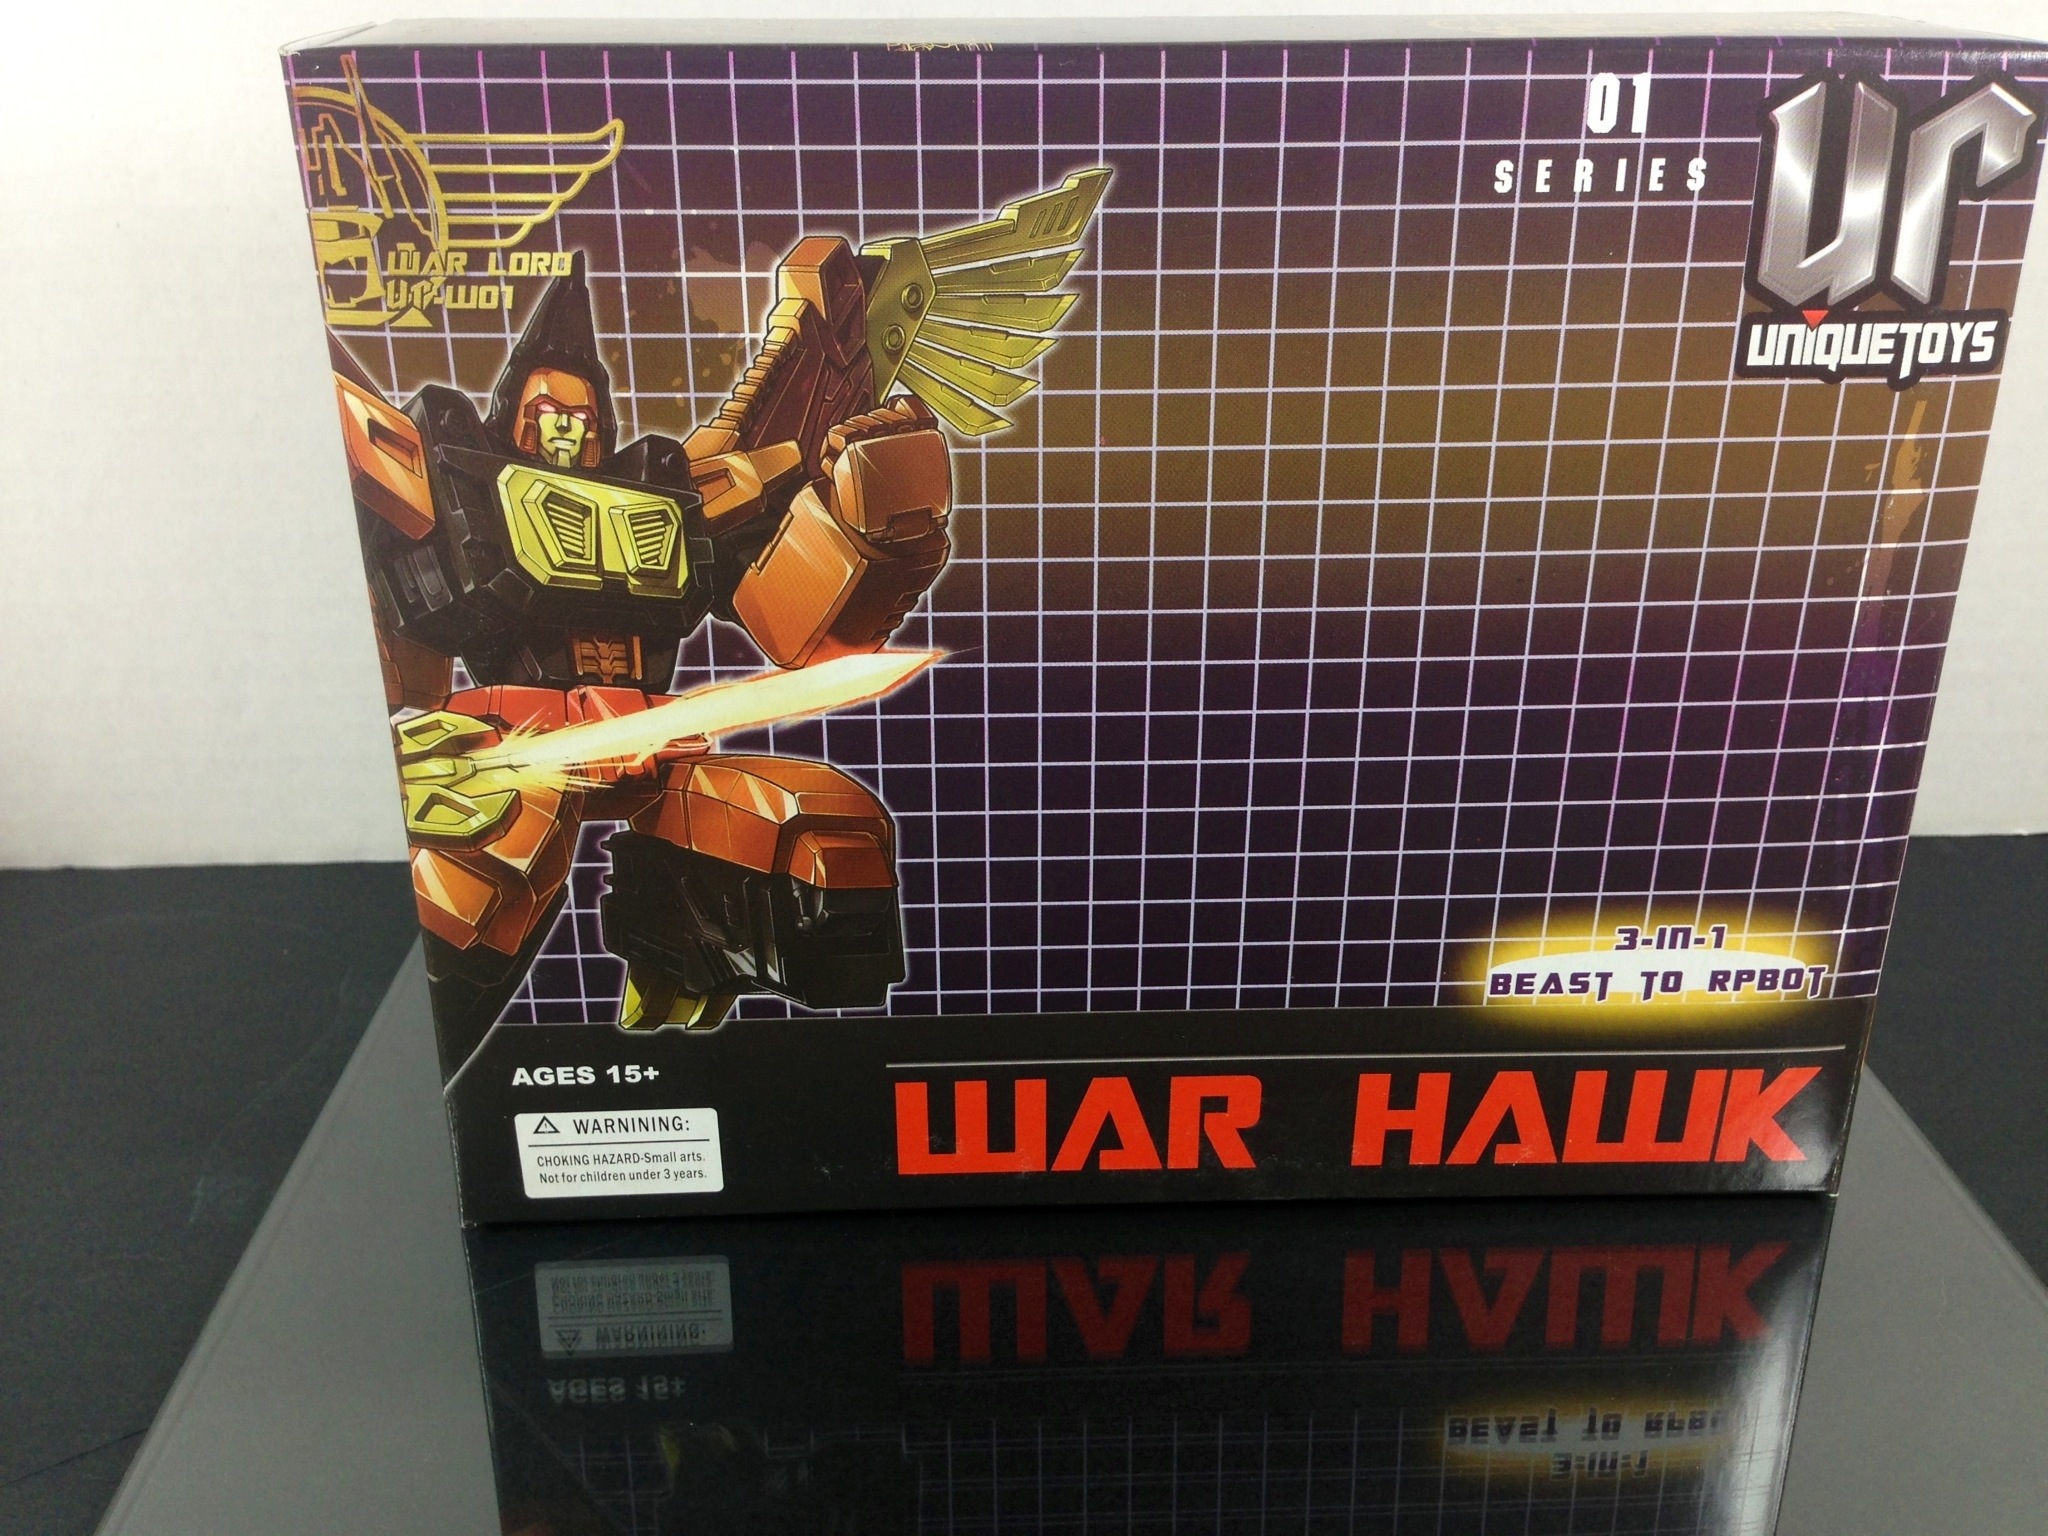 01
SERIES
ur
UNIQUETOYS
WAR LORD
UT-W01
3-IN-1
BEAST TO RPBOT
AGES 15+
WARNINING:
CHOKING HAZARD-Small arts.
Not for children under 3 years.
WAR HAWK